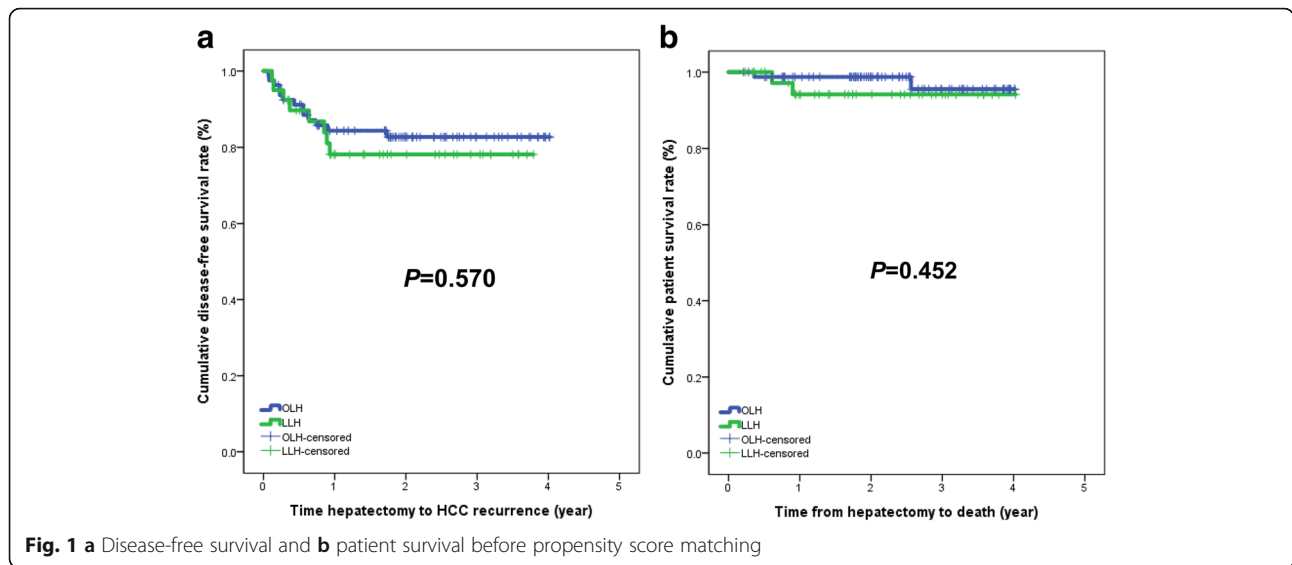 a
Cumulative disease-free survival rate (%)
1.0
0.8
0.6
0.4
0.2
0.0
P=0.570
OLH
LLH
OLH-censored
LLH-censored
0 1 2 3 4 5
Time hepatectomy to HCC recurrence (year)
b
Cumulative patient survival rate (%)
1.0
0.8
0.6
0.4
0.2
0.0
P=0.452
OLH
LLH
OLH-censored
LLH-censored
0 1 2 3 4 5
Time from hepatectomy to death (year)
Fig. 1 a Disease-free survival and b patient survival before propensity score matching